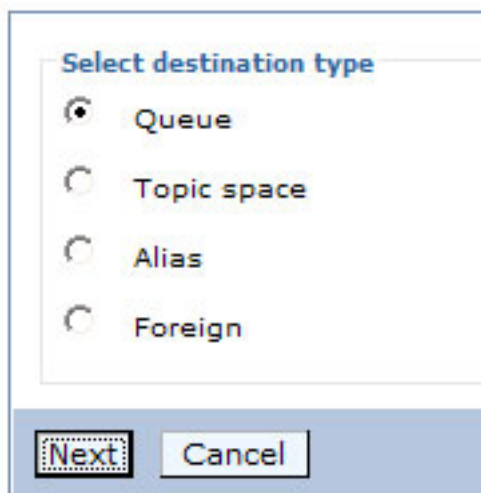 Select destination type
Queue
Topic space
Alias
Foreign
Next Cancel